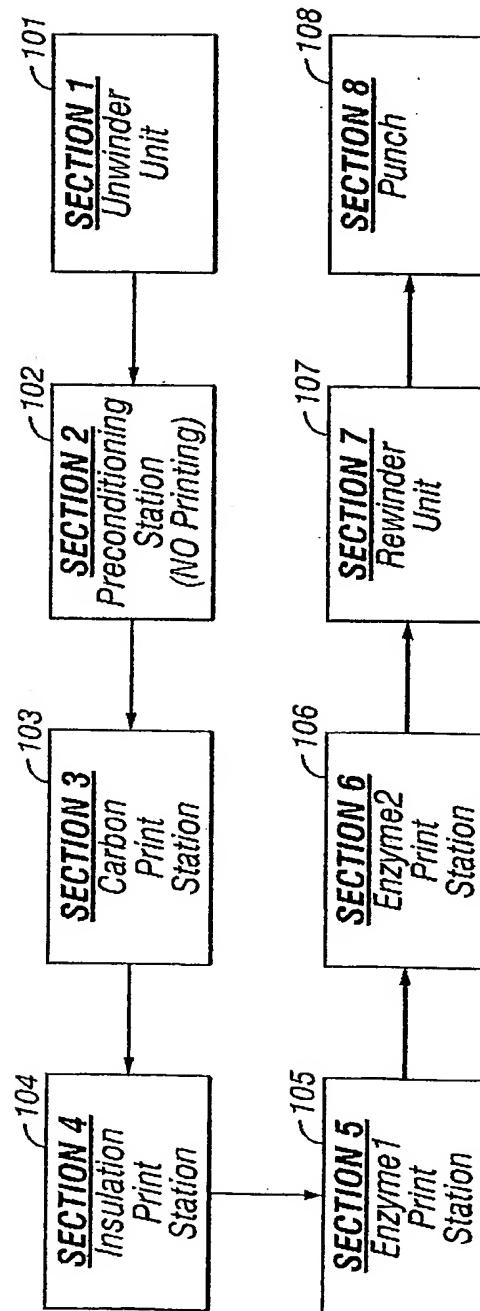 101
SECTION 1
Unwinder
Unit
102
SECTION 2
Preconditioning
Station
(NO Printing)
103
SECTION 3
Carbon
Print
Station
104
SECTION 4
Insulation
Print
Station
105
SECTION 5
Enzyme1
Print
Station
106
SECTION 6
Enzyme2
Print
Station
107
SECTION 7
Rewinder
Unit
108
SECTION 8
Punch